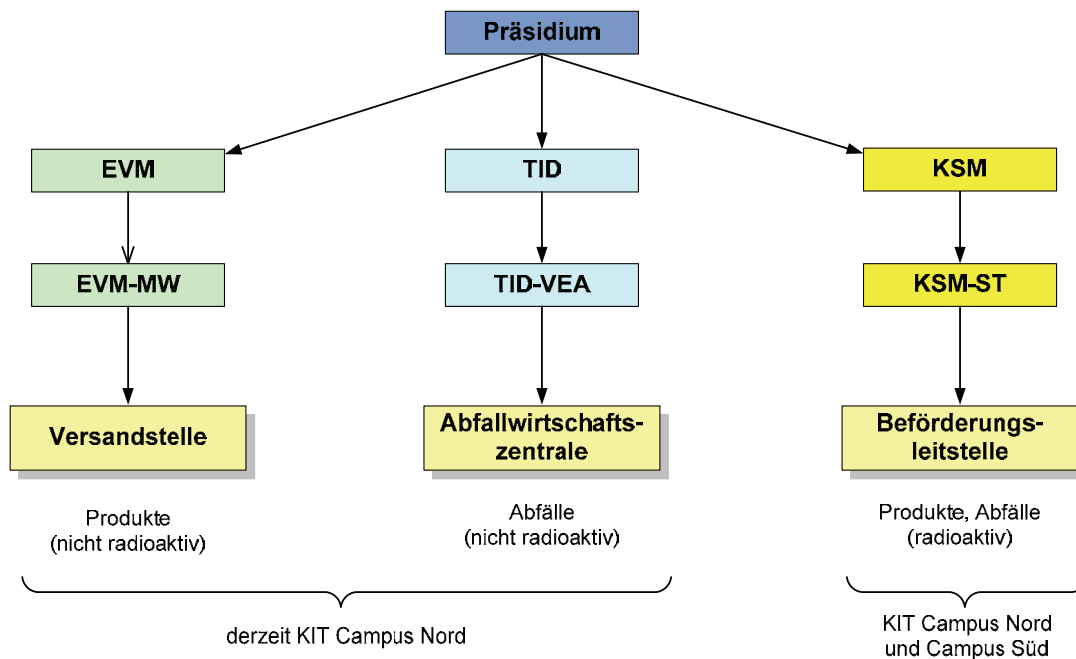 Präsidium
EVM
TID
KSM
EVM-MW
TID-VEA
KSM-ST
Versandstelle
Abfallwirtschafts-
zentrale
Beförderungs-
leitstelle
Produkte
(nicht radioaktiv)
Abfälle
(nicht radioaktiv)
Produkte, Abfälle
(radioaktiv)
derzeit KIT Campus Nord
KIT Campus Nord
und Campus Süd